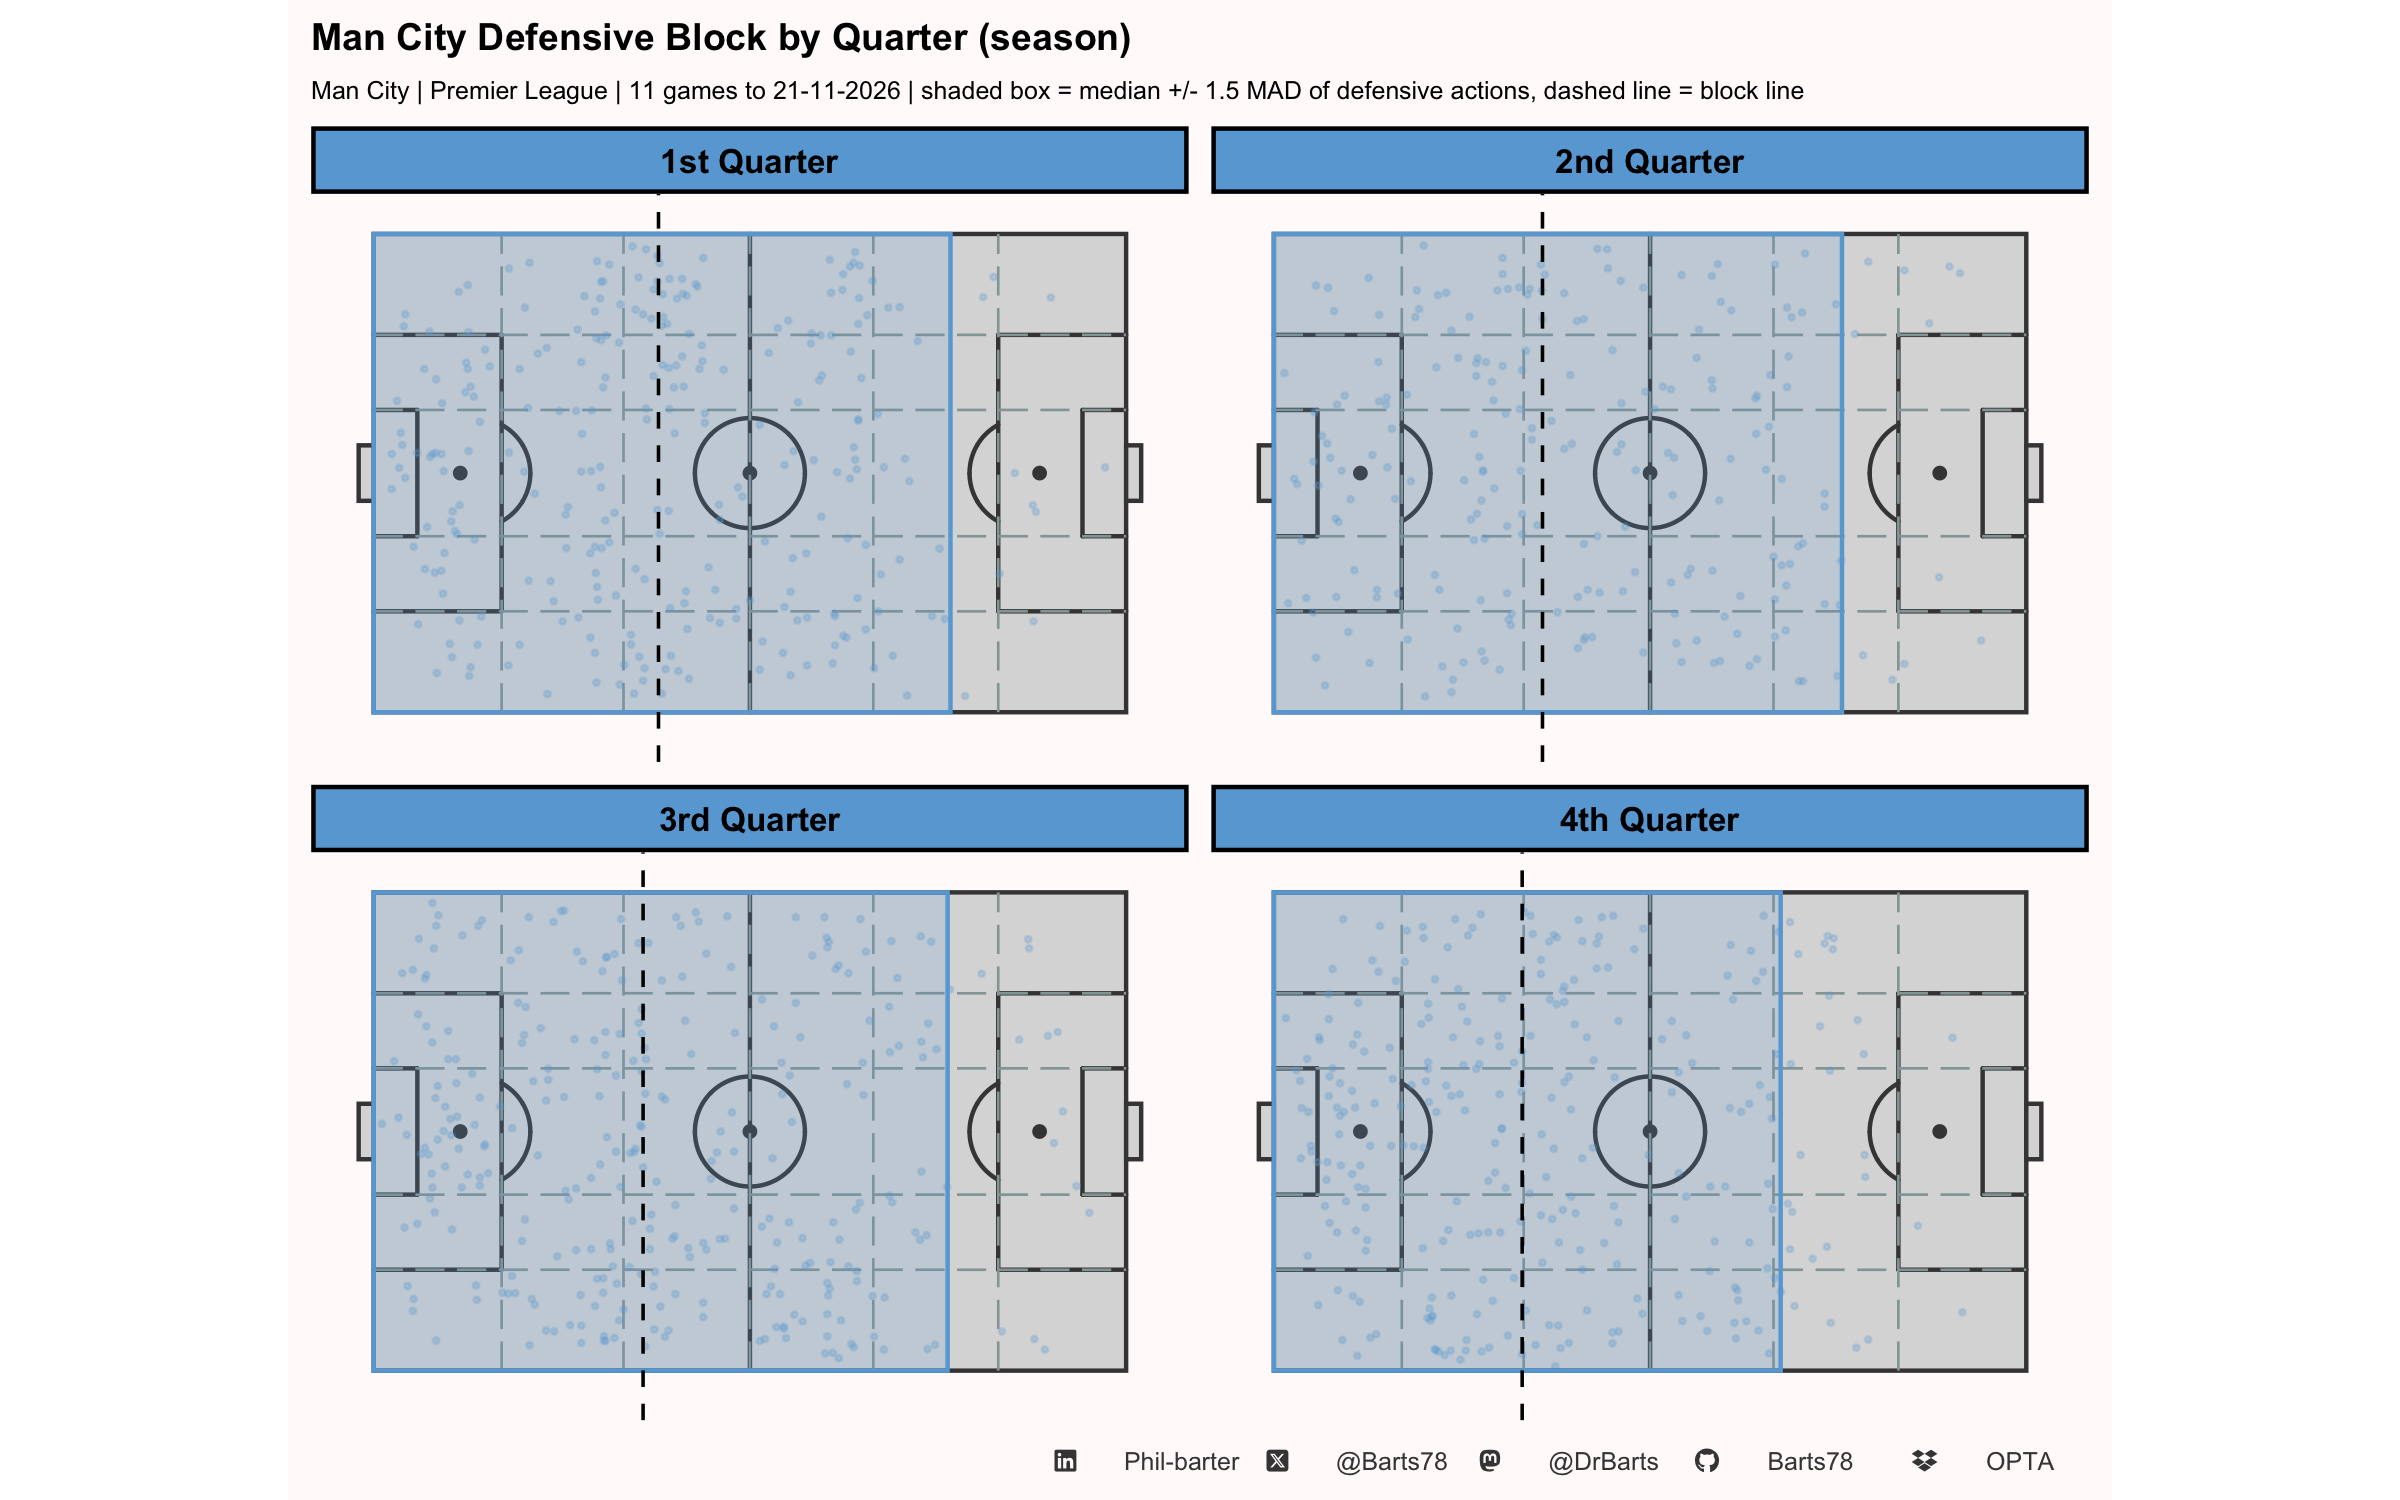 Man City Defensive Block by Quarter (season)
Man City | Premier League | 11 games to 21-11-2026 | shaded box = median +/- 1.5 MAD of defensive actions, dashed line = block line
1st Quarter
2nd Quarter
3rd Quarter
4th Quarter
Phil-barter @Barts78 @DrBarts Barts78 OPTA